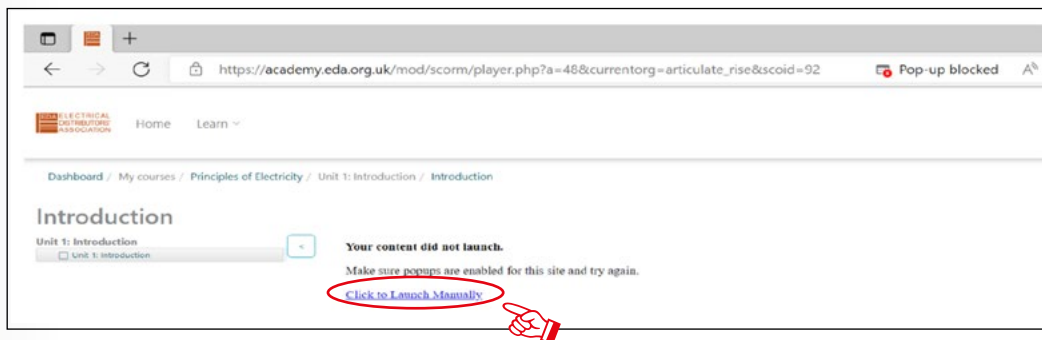 https://academy.eda.org.uk/mod/scorm/player.php?a=48&currentorg=articulate_rise&scoid=92
Pop-up blocked
EDA ELECTRICAL
DISTRIBUTORS'
ASSOCIATION
Home Learn
Dashboard / My courses / Principles of Electricity / Unit 1: Introduction / Introduction
Introduction
Unit 1: Introduction
Unit 1: Introduction
<
Your content did not launch.
Make sure popups are enabled for this site and try again.
Click to Launch Manually